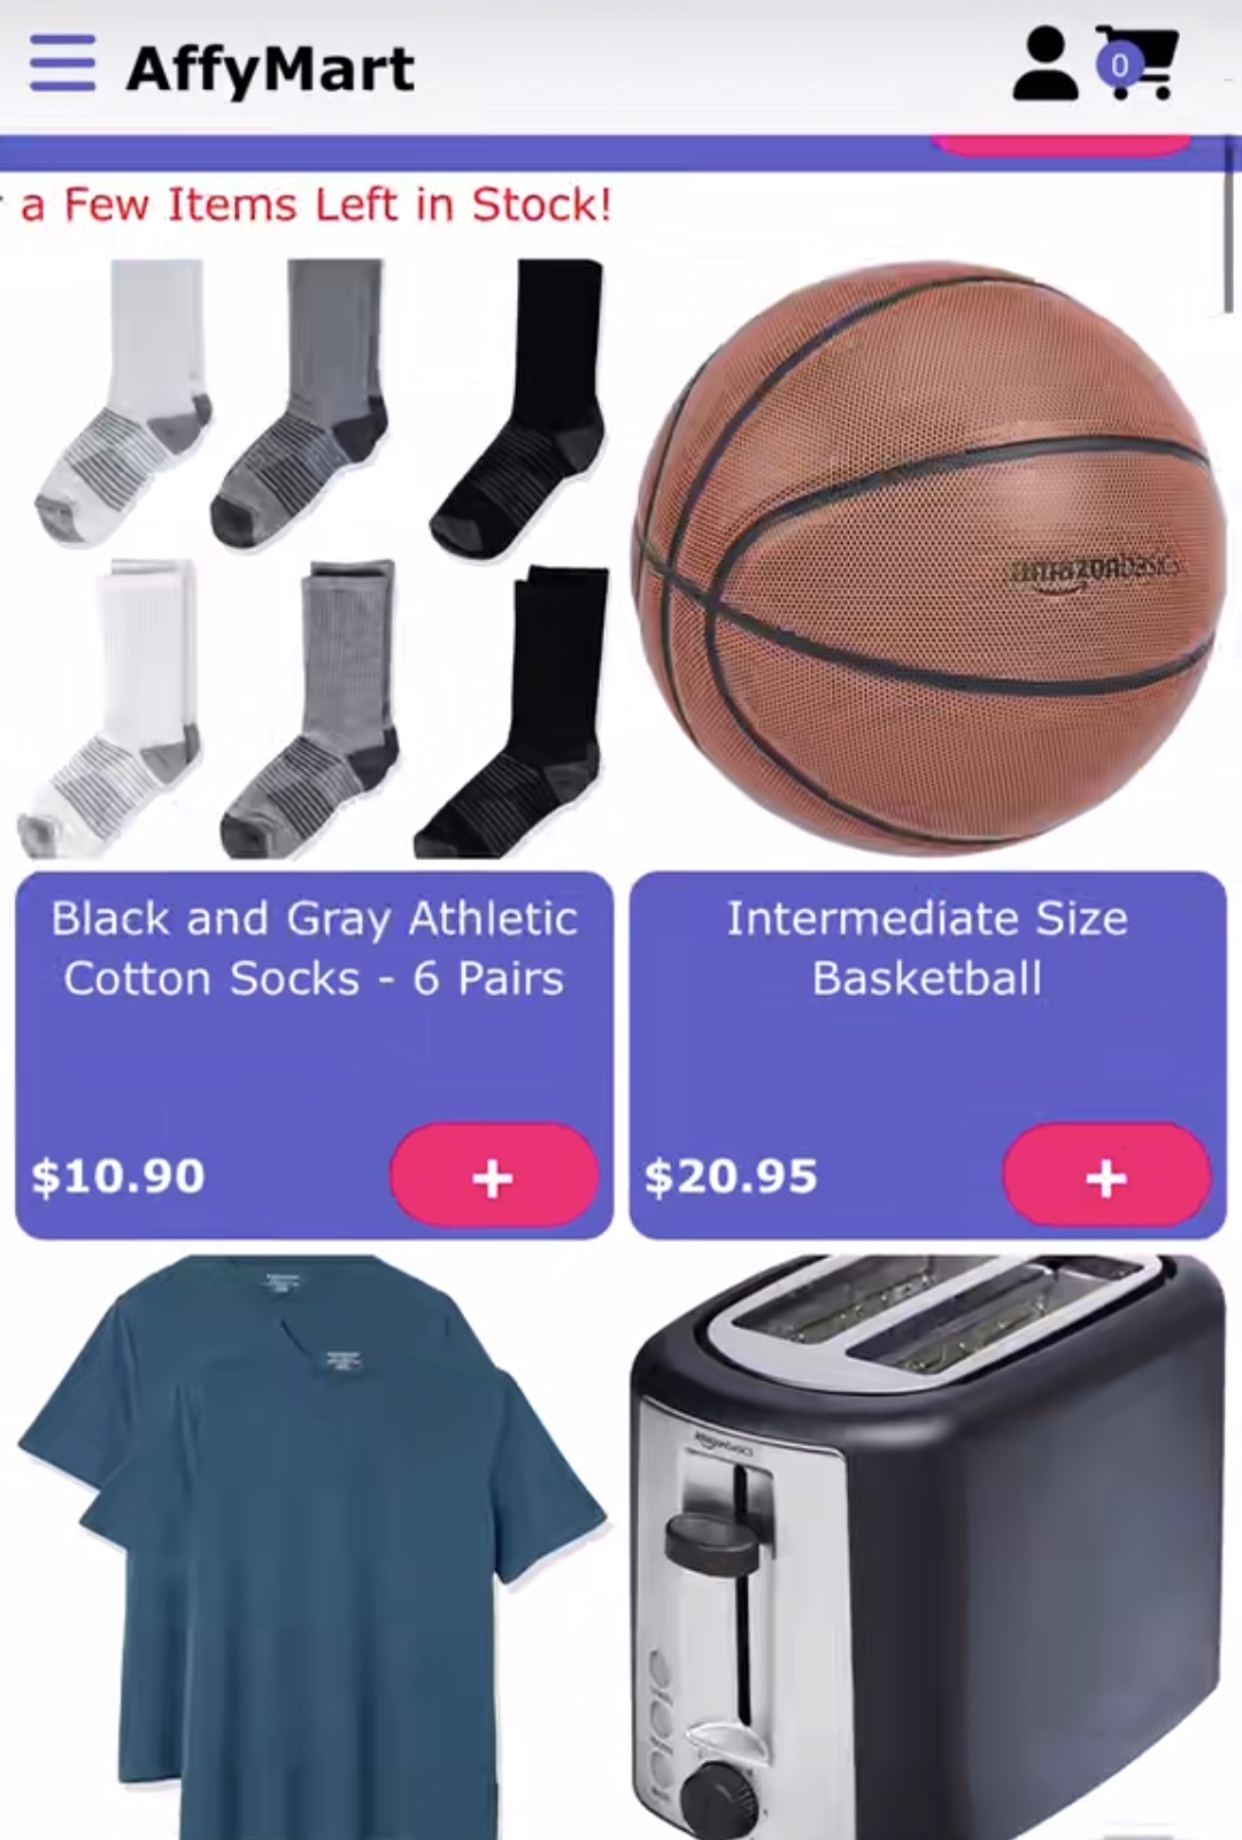 AffyMart
0
a Few Items Left in Stock!
amazonbasics
Black and Gray Athletic
Cotton Socks - 6 Pairs
$10.90
+
Intermediate Size
Basketball
$20.95
+
amazonbasics